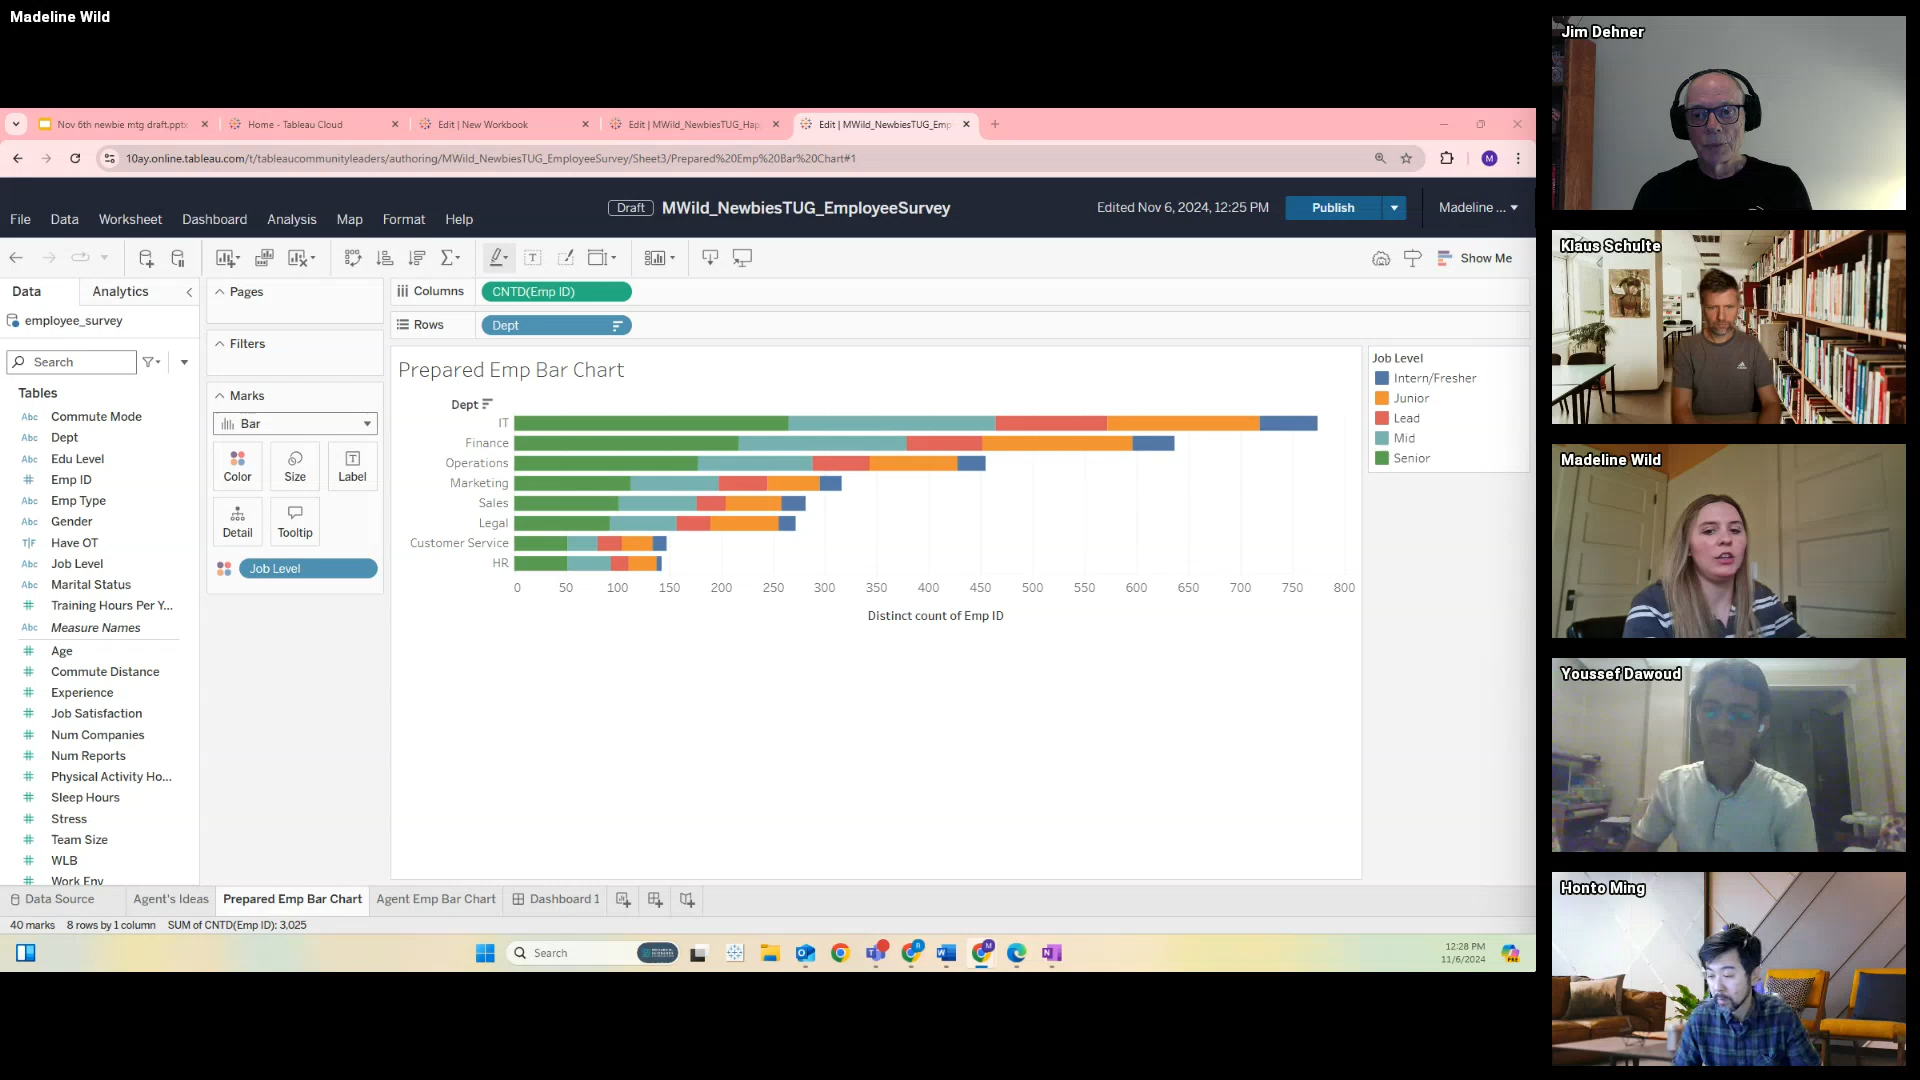 Madeline Wild
Nov 6th newbie mtg draft.pptx
Home - Tableau Cloud
Edit | New Workbook
Edit | MWild_NewbiesTUG_Hap
Edit | MWild_NewbiesTUG_Emp
10ay.online.tableau.com/t/tableaucommunityleaders/authoring/MWild_NewbiesTUG_EmployeeSurvey/Sheet3/Prepared%20Emp%20Bar%20Chart#1
M
Draft
MWild_NewbiesTUG_EmployeeSurvey
Edited Nov 6, 2024, 12:25 PM
Publish
Madeline ...
File Data Worksheet Dashboard Analysis Map Format Help
Show Me
Data Analytics
Pages
Columns CNTD(Emp ID)
employee_survey
Rows Dept
Filters
Search
Tables
Abc Commute Mode
Abc Dept
Abc Edu Level
Emp ID
Abc Emp Type
Abc Gender
T|F Have OT
Abc Job Level
Abc Marital Status
Training Hours Per Y...
Abc Measure Names
Age
Commute Distance
Experience
Job Satisfaction
Num Companies
Num Reports
Physical Activity Ho...
Sleep Hours
Stress
Team Size
WLB
Work Env
Marks
Bar
Color Size Label
Detail Tooltip
Job Level
Prepared Emp Bar Chart
Dept
IT
Finance
Operations
Marketing
Sales
Legal
Customer Service
HR
0 50 100 150 200 250 300 350 400 450 500 550 600 650 700 750 800
Distinct count of Emp ID
Job Level
Intern/Fresher
Junior
Lead
Mid
Senior
Data Source Agent's Ideas Prepared Emp Bar Chart Agent Emp Bar Chart Dashboard 1
40 marks 8 rows by 1 column SUM of CNTD(Emp ID): 3,025
Search
12:28 PM
11/6/2024
Jim Dehner
Klaus Schulte
Madeline Wild
Youssef Dawoud
Honto Ming